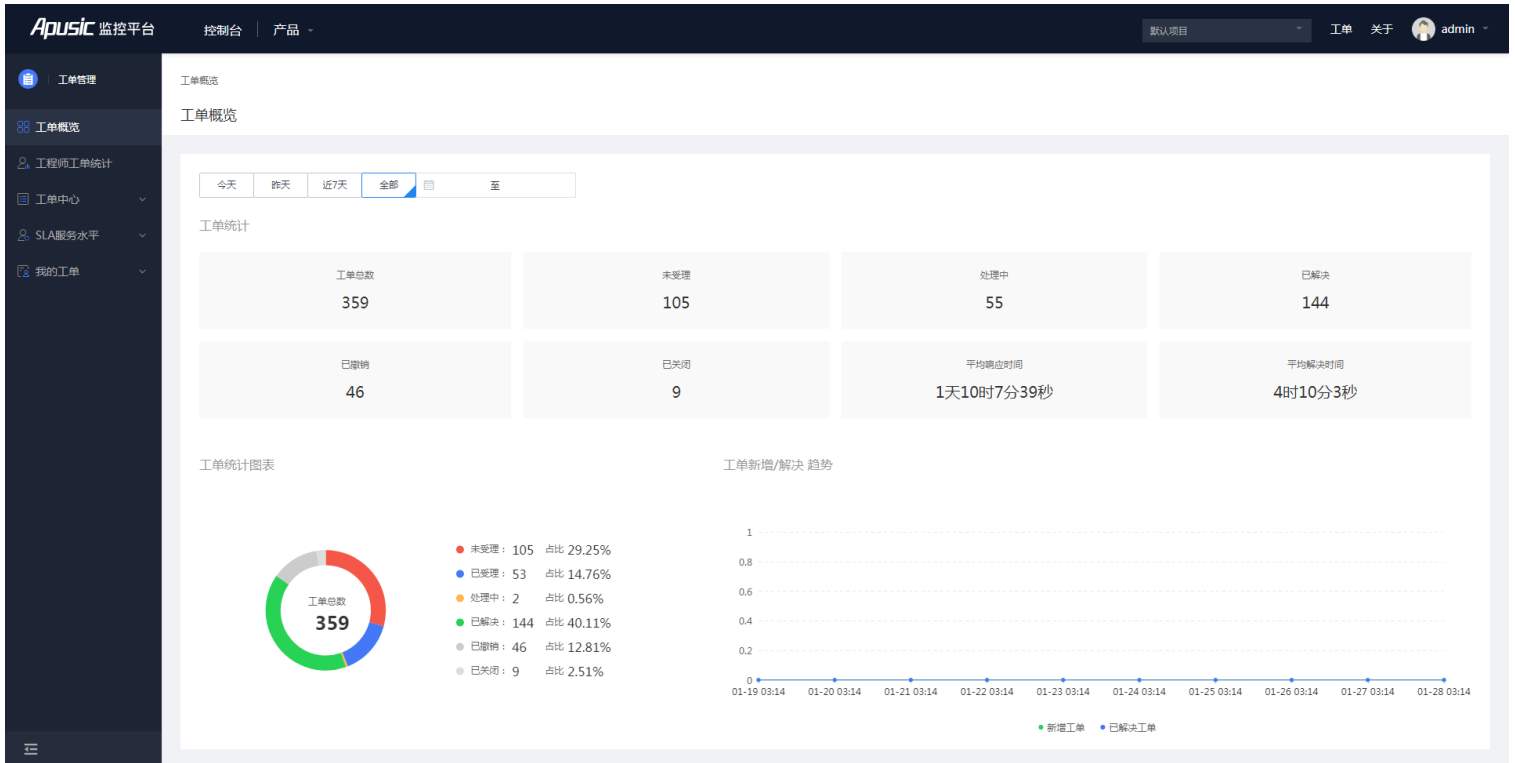 Apusic 监控平台 控制台 产品 默认项目 工单 关于 admin
工单管理
工单概览
工程师工单统计
工单中心
SLA服务水平
我的工单
工单概览
工单概览
今天 昨天 近7天 全部 至
工单统计
工单总数 未受理 处理中 已解决
359 105 55 144
已撤销 已关闭 平均响应时间 平均解决时间
46 9 1天10时7分39秒 4时10分3秒
工单统计图表
工单总数
359
未受理： 105 占比 29.25%
已受理： 53 占比 14.76%
处理中： 2 占比 0.56%
已解决： 144 占比 40.11%
已撤销： 46 占比 12.81%
已关闭： 9 占比 2.51%
工单新增/解决 趋势
1
0.8
0.6
0.4
0.2
0
01-19 03:14 01-20 03:14 01-21 03:14 01-22 03:14 01-23 03:14 01-24 03:14 01-25 03:14 01-26 03:14 01-27 03:14 01-28 03:14
新增工单 已解决工单